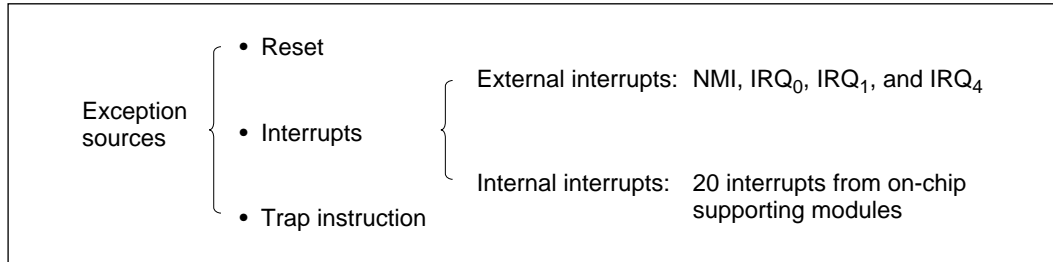 Exception
sources
• Reset
• Interrupts
• Trap instruction
External interrupts: NMI, IRQ₀, IRQ₁, and IRQ₄
Internal interrupts: 20 interrupts from on-chip
supporting modules